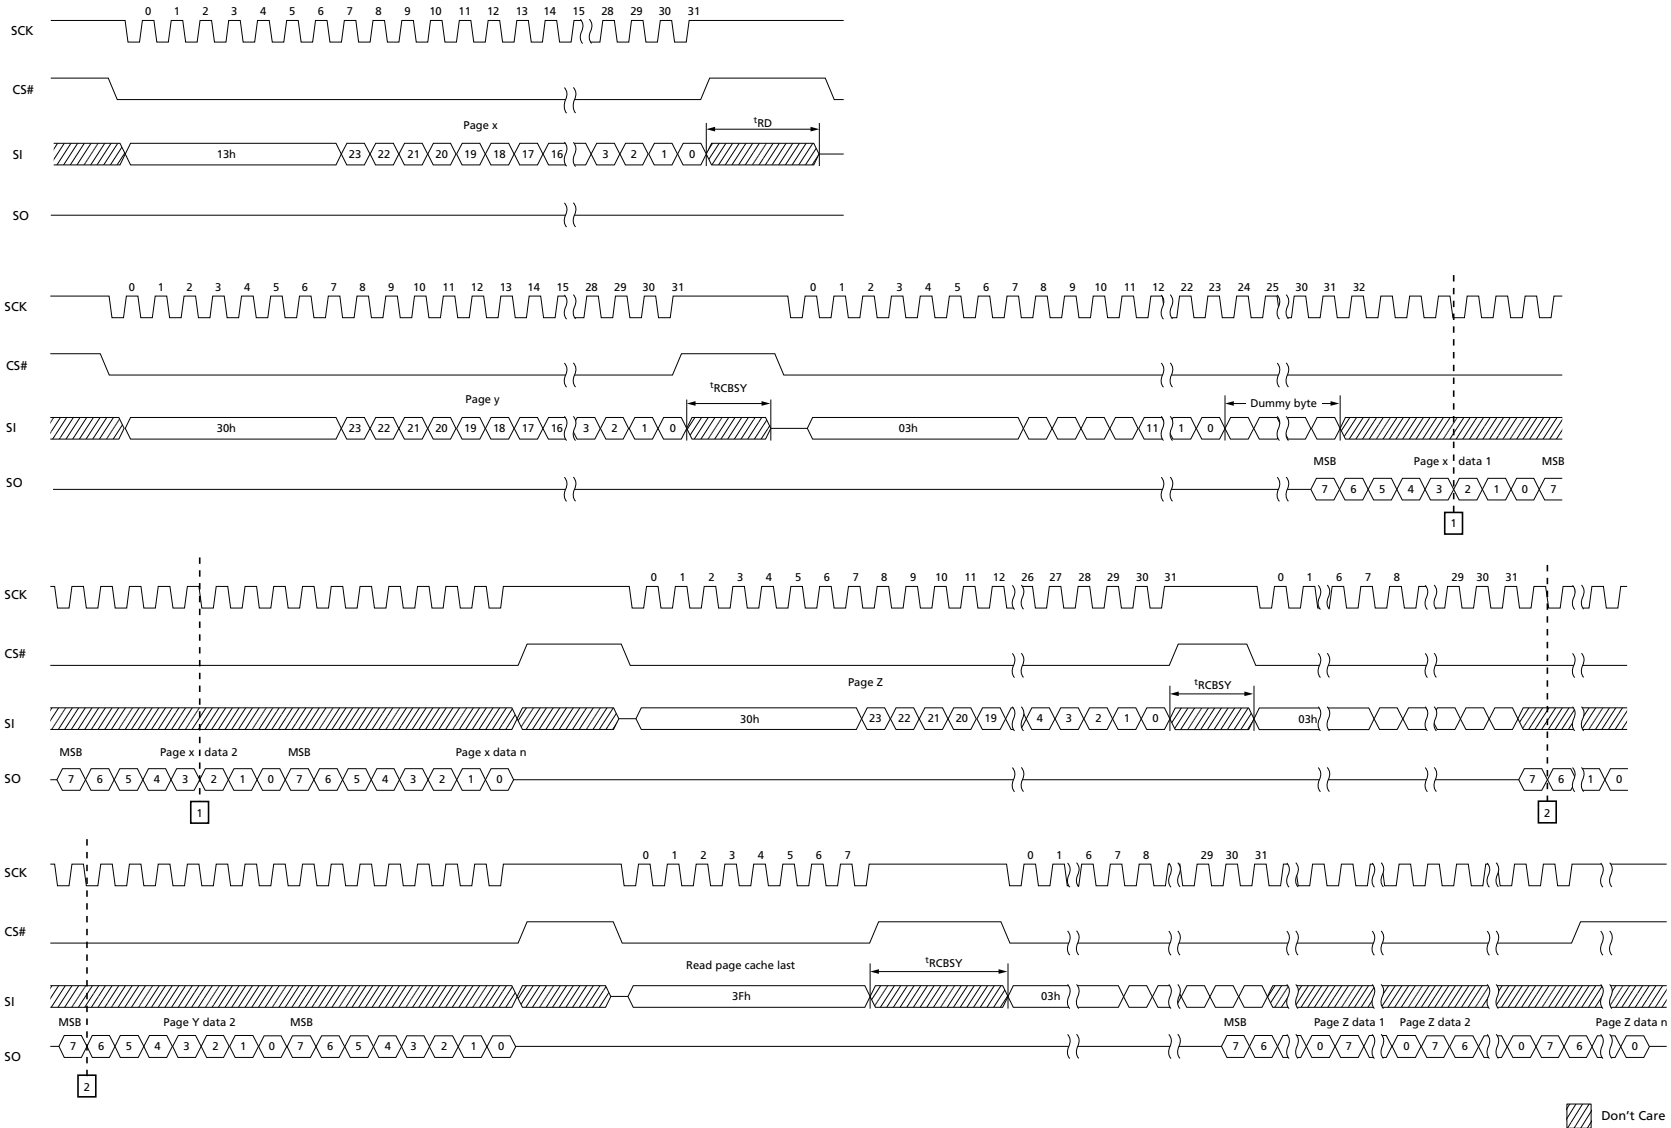 0 1 2 3 4 5 6 7 8 9 10 11 12 13 14 15 28 29 30 31
SCK
CS#
Page x
tRD
SI 13h 23 22 21 20 19 18 17 16 3 2 1 0
SO
0 1 2 3 4 5 6 7 8 9 10 11 12 13 14 15 28 29 30 31 0 1 2 3 4 5 6 7 8 9 10 11 12 22 23 24 25 30 31 32
SCK
CS#
Page y tRCBSY Dummy byte
SI 30h 23 22 21 20 19 18 17 16 3 2 1 0 03h 11 1 0
MSB Page x data 1 MSB
SO 7 6 5 4 3 2 1 0 7
1
0 1 2 3 4 5 6 7 8 9 10 11 12 26 27 28 29 30 31 0 1 6 7 8 29 30 31
SCK
CS#
Page Z tRCBSY
SI 30h 23 22 21 20 19 4 3 2 1 0 03h
MSB Page x data 2 MSB Page x data n
SO 7 6 5 4 3 2 1 0 7 6 5 4 3 2 1 0 7 6 1 0
1 2
0 1 2 3 4 5 6 7 0 1 6 7 8 29 30 31
SCK
CS#
Read page cache last tRCBSY
SI 3Fh 03h
MSB Page Y data 2 MSB MSB Page Z data 1 Page Z data 2 Page Z data n
SO 7 6 5 4 3 2 1 0 7 6 5 4 3 2 1 0 7 6 0 7 0 7 6 0 7 6 0
2
Don't Care